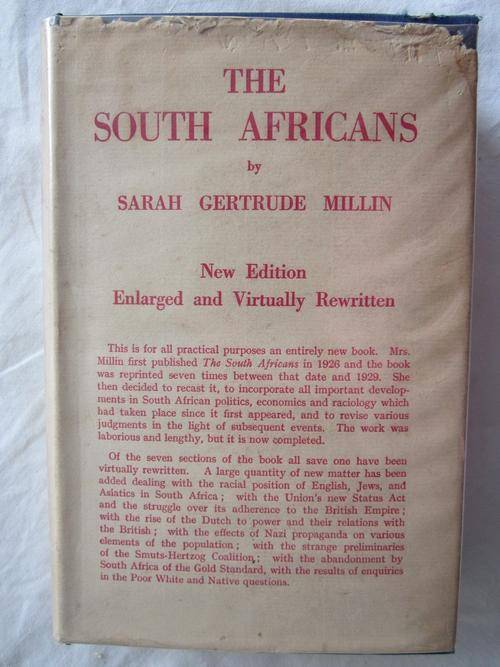 THE
SOUTH AFRICANS
by
SARAH GERTRUDE MILLIN
New Edition
Enlarged and Virtually Rewritten
This is for all practical purposes an entirely new book. Mrs.
Millin first published The South Africans in 1926 and the book
was reprinted seven times between that date and 1929. She
then decided to recast it, to incorporate all important develop-
ments in South African politics, economics and raciology which
had taken place since it first appeared, and to revise various
judgments in the light of subsequent events. The work was
laborious and lengthy, but it is now completed.
Of the seven sections of the book all save one have been
virtually rewritten. A large quantity of new matter has been
added dealing with the racial position of English, Jews, and
Asiatics in South Africa; with the Union's new Status Act
and the struggle over its adherence to the British Empire;
with the rise of the Dutch to power and their relations with
the British; with the effects of Nazi propaganda on various
elements of the population; with the strange preliminaries
of the Smuts-Hertzog Coalition; with the abandonment by
South Africa of the Gold Standard, with the results of enquiries
in the Poor White and Native questions.